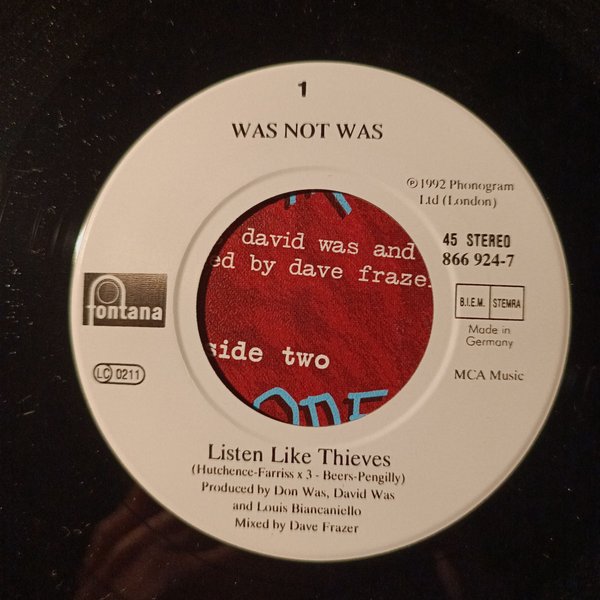 1
WAS NOT WAS
℗1992 Phonogram
Ltd (London)
45 STEREO
866 924-7
B.I.E.M. STEMRA
Made in
Germany
MCA Music
fontana
LC 0211
david was and
ed by dave fraze
side two
Listen Like Thieves
(Hutchence-Farriss x 3 - Beers-Pengilly)
Produced by Don Was, David Was
and Louis Biancaniello
Mixed by Dave Frazer